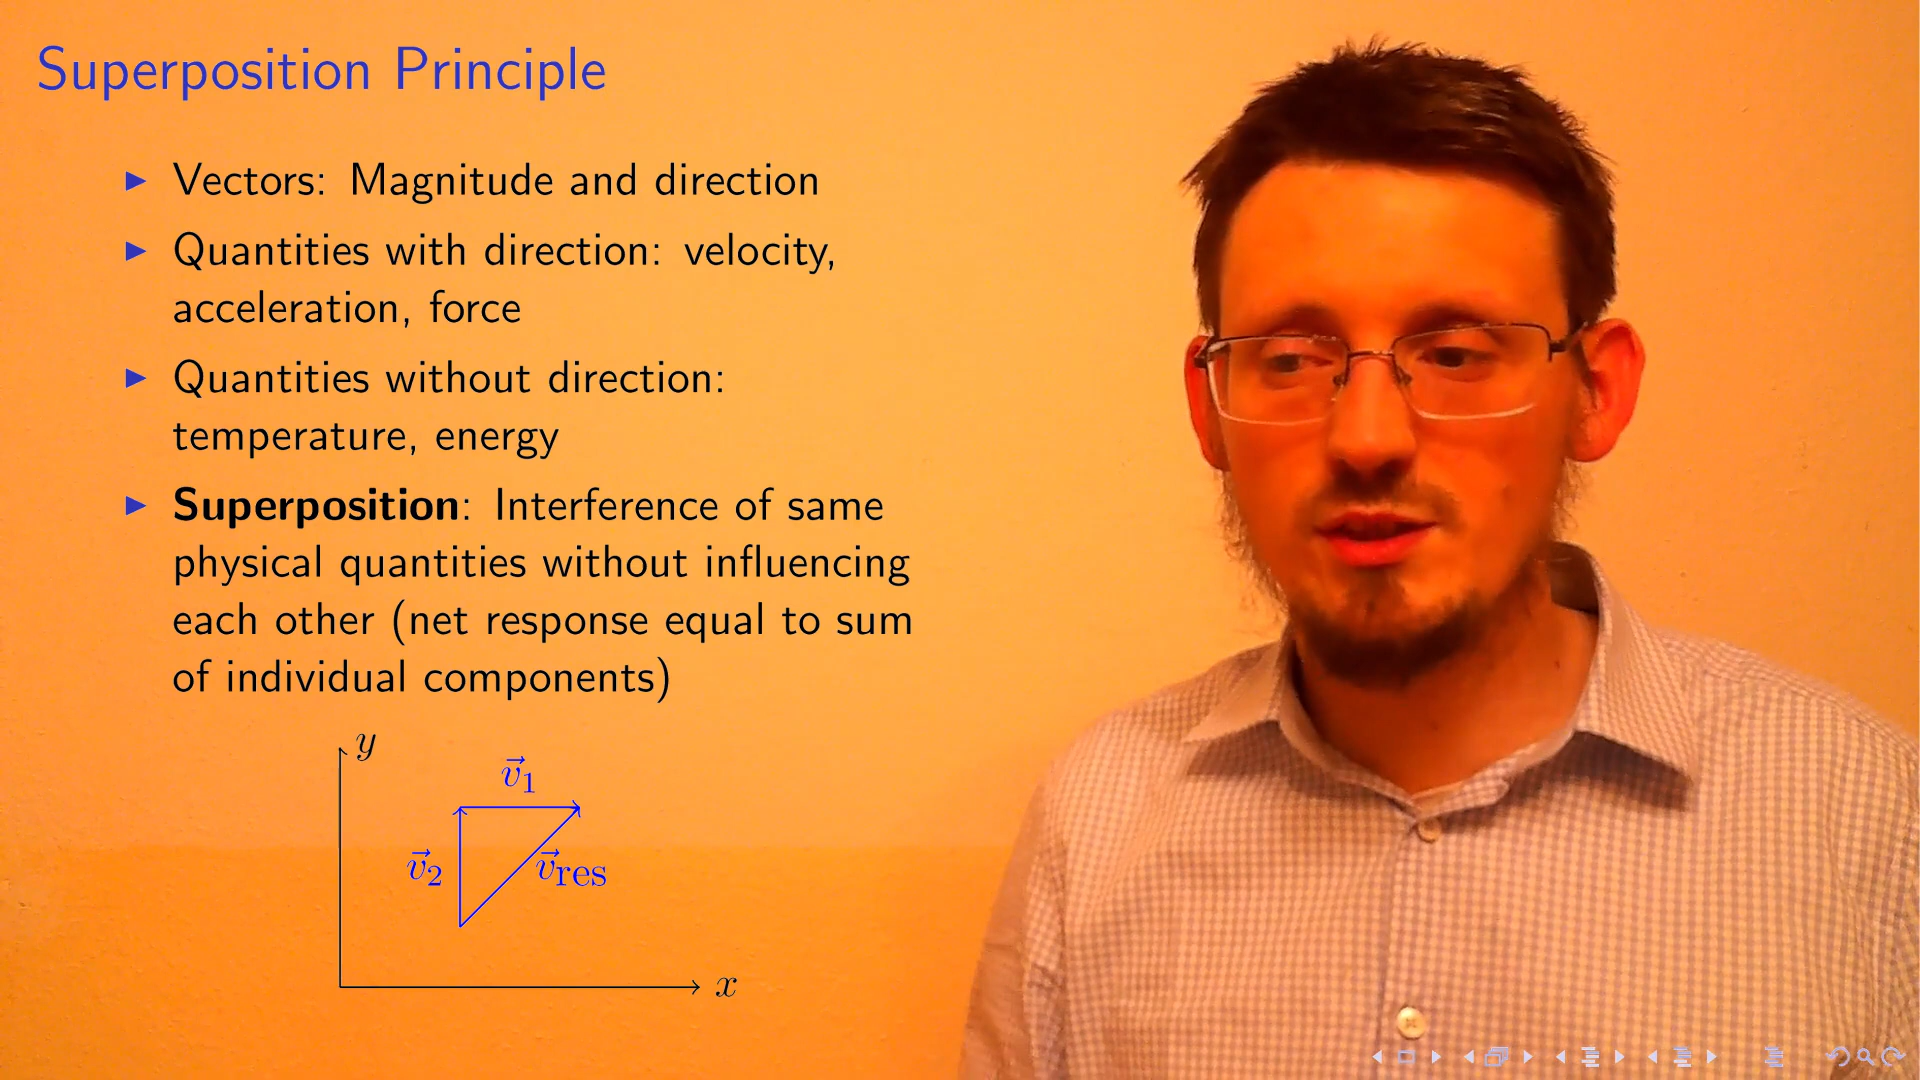 Superposition Principle
Vectors: Magnitude and direction
Quantities with direction: velocity,
acceleration, force
Quantities without direction:
temperature, energy
Superposition: Interference of same
physical quantities without influencing
each other (net response equal to sum
of individual components)
y
v⃗₁
v⃗₂
v⃗res
x